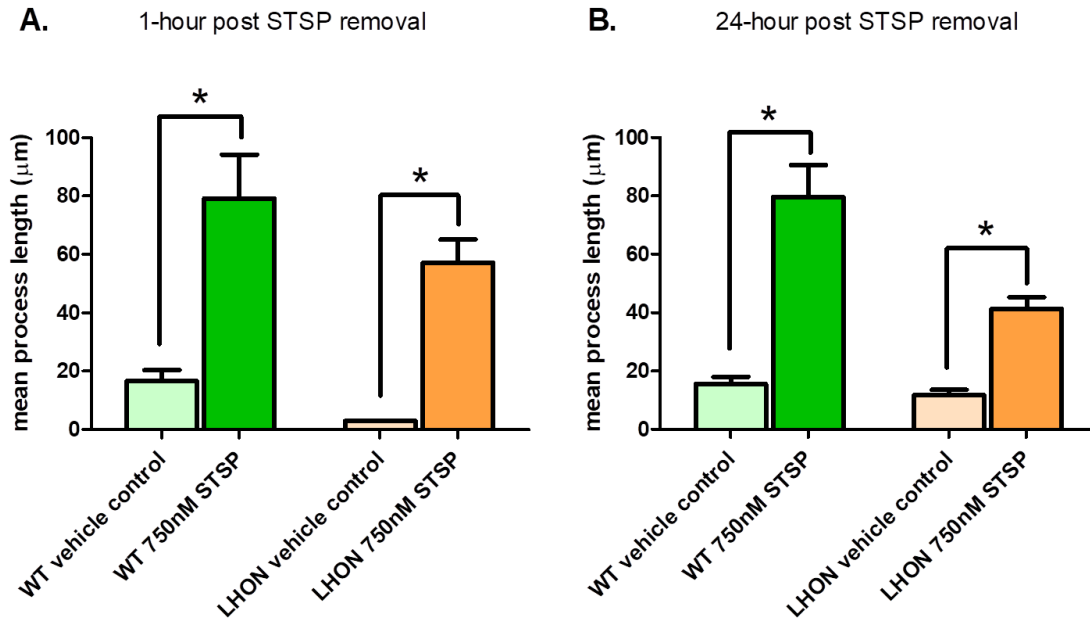 A.
1-hour post STSP removal
*
*
mean process length (μm)
100
80
60
40
20
0
WT vehicle control
WT 750nM STSP
LHON vehicle control
LHON 750nM STSP
B.
24-hour post STSP removal
*
*
mean process length (μm)
100
80
60
40
20
0
WT vehicle control
WT 750nM STSP
LHON vehicle control
LHON 750nM STSP